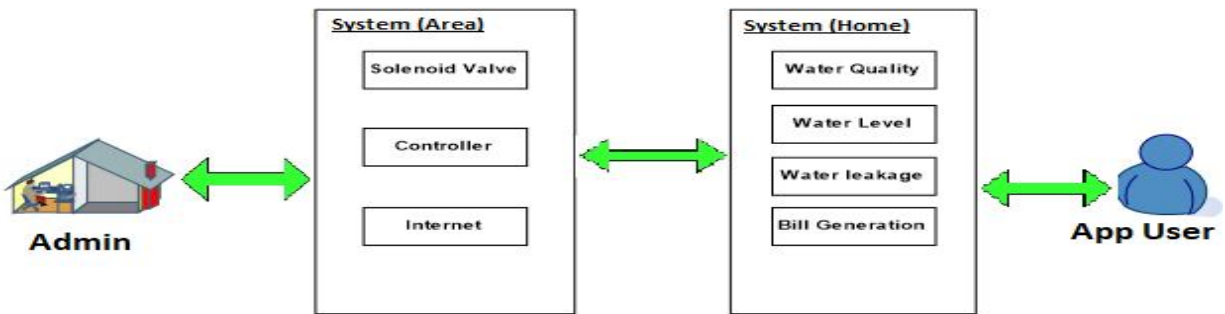 System (Area)
Solenoid Valve
Controller
Internet
Admin
System (Home)
Water Quality
Water Level
Water leakage
Bill Generation
App User